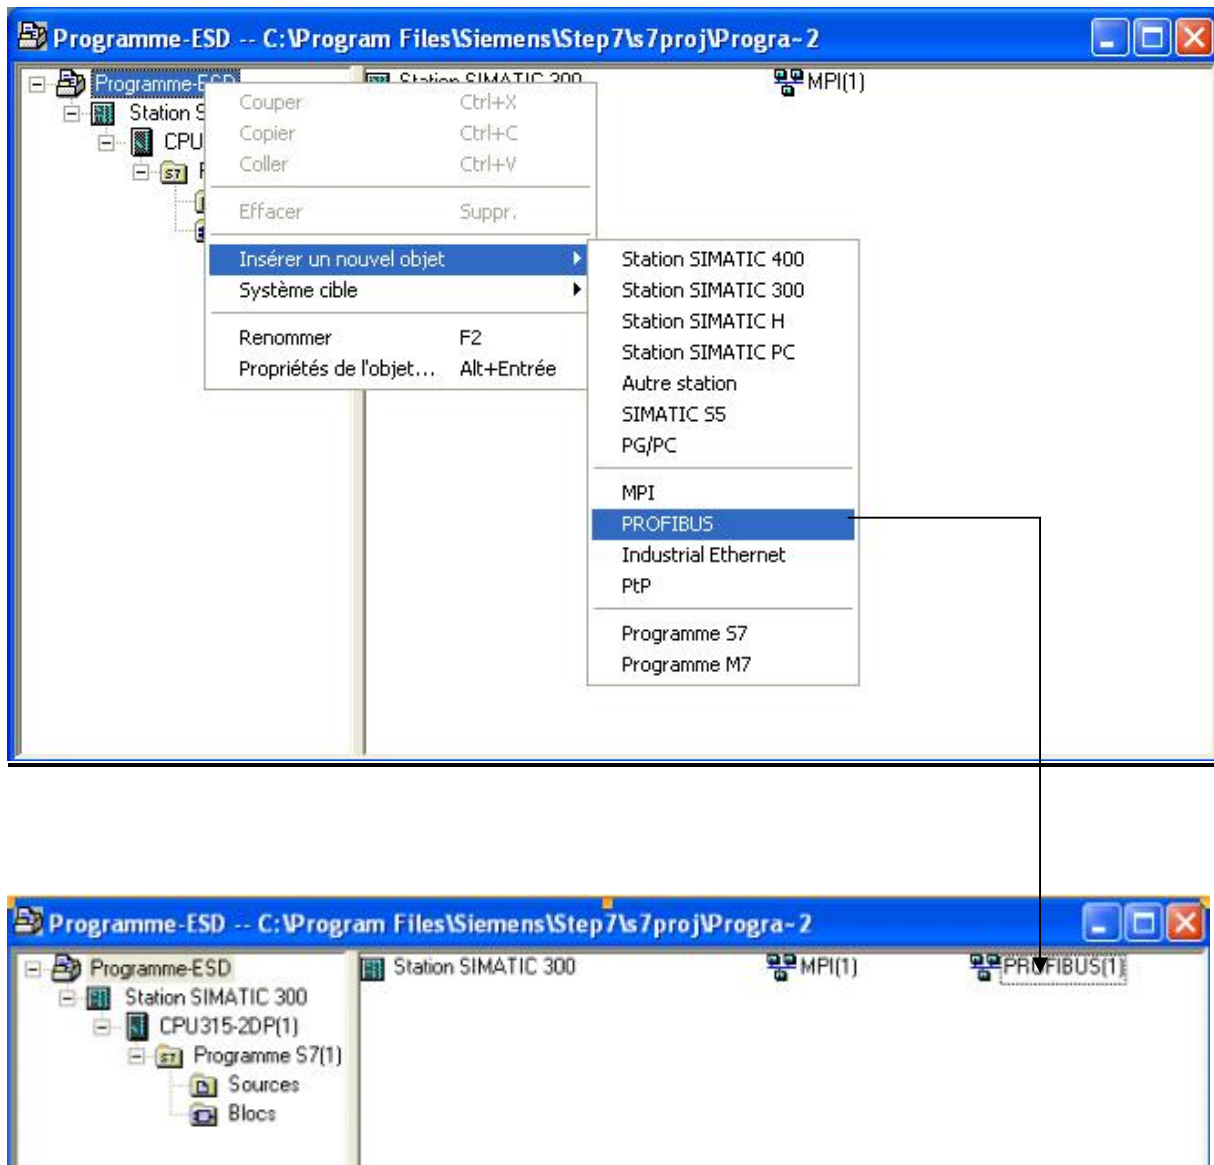 Programme-ESD -- C:\Program Files\Siemens\Step7\s7proj\Progra~2
Programme-ESD
Station SIMATIC 300
MPI(1)
Station S
CPU
Couper Ctrl+X
Copier Ctrl+C
Coller Ctrl+V
Effacer Suppr.
Insérer un nouvel objet
Système cible
Renommer F2
Propriétés de l'objet... Alt+Entrée
Station SIMATIC 400
Station SIMATIC 300
Station SIMATIC H
Station SIMATIC PC
Autre station
SIMATIC S5
PG/PC
MPI
PROFIBUS
Industrial Ethernet
PtP
Programme S7
Programme M7
Programme-ESD -- C:\Program Files\Siemens\Step7\s7proj\Progra~2
Programme-ESD
Station SIMATIC 300
CPU315-2DP(1)
Programme S7(1)
Sources
Blocs
Station SIMATIC 300
MPI(1)
PROFIBUS(1)